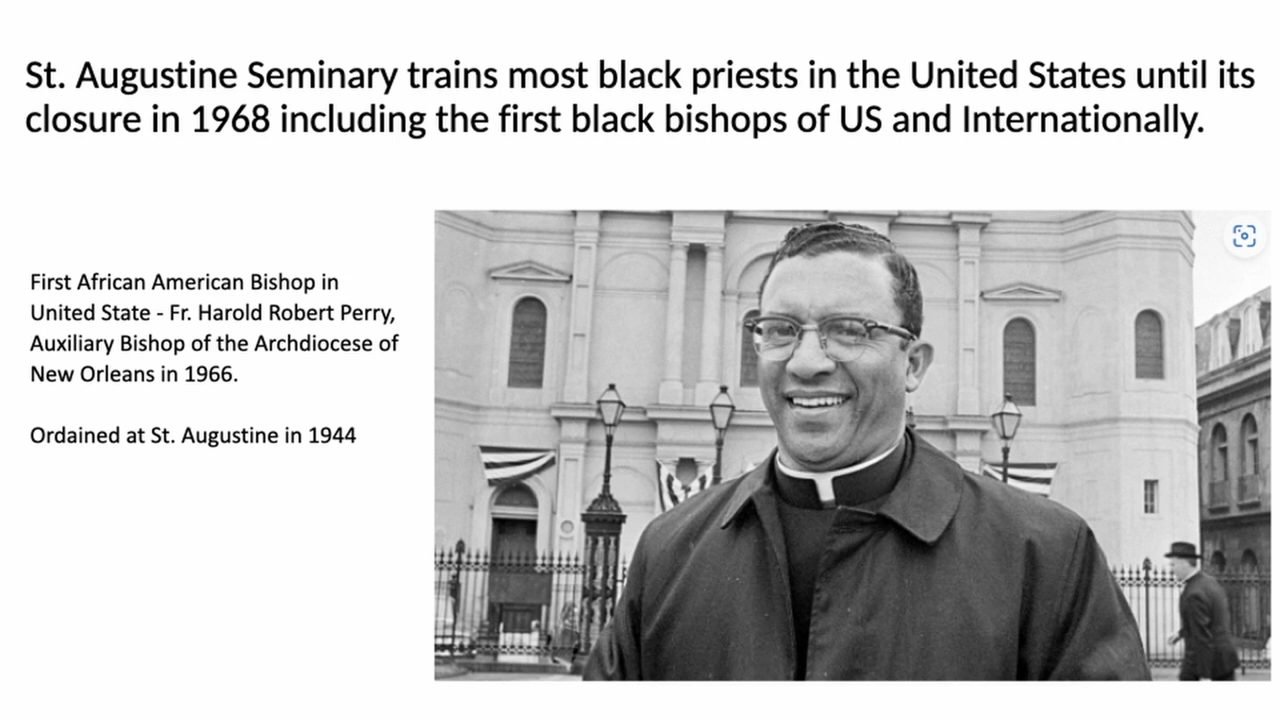 St. Augustine Seminary trains most black priests in the United States until its
closure in 1968 including the first black bishops of US and Internationally.
First African American Bishop in
United State - Fr. Harold Robert Perry,
Auxiliary Bishop of the Archdiocese of
New Orleans in 1966.
Ordained at St. Augustine in 1944